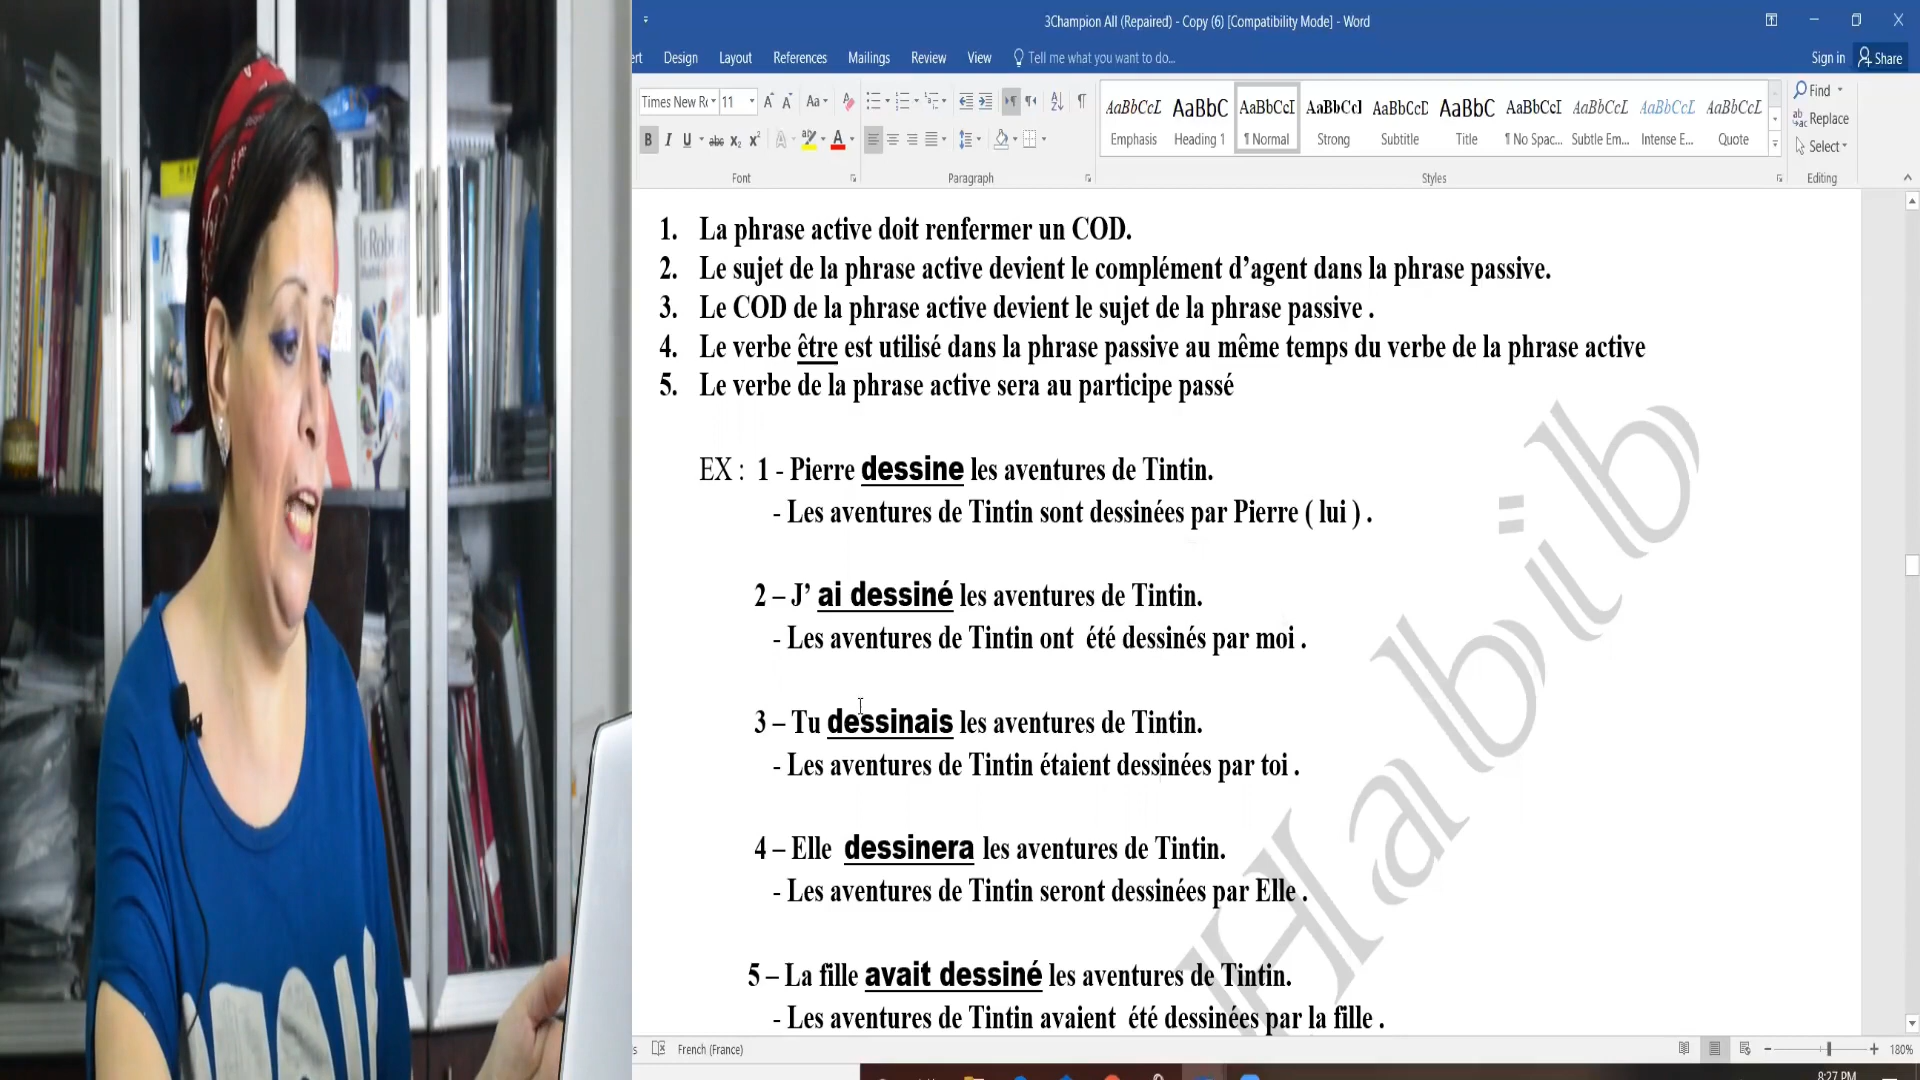 3Champion All (Repaired) - Copy (6) [Compatibility Mode] - Word
Design Layout References Mailings Review View Tell me what you want to do... Sign in Share
Times New R 11 Aa
AaBbCcL AaBbC AaBbCcI AaBbCcl AaBbCcD AaBbC AaBbCcI AaBbCcL AaBbCcL AaBbCcL
Emphasis Heading 1 ¶ Normal Strong Subtitle Title ¶ No Spac... Subtle Em... Intense E... Quote
Find
Replace
Select
Font Paragraph Styles Editing
1. La phrase active doit renfermer un COD.
2. Le sujet de la phrase active devient le complément d’agent dans la phrase passive.
3. Le COD de la phrase active devient le sujet de la phrase passive .
4. Le verbe être est utilisé dans la phrase passive au même temps du verbe de la phrase active
5. Le verbe de la phrase active sera au participe passé
EX : 1 - Pierre dessine les aventures de Tintin.
- Les aventures de Tintin sont dessinées par Pierre ( lui ) .
2 – J’ ai dessiné les aventures de Tintin.
- Les aventures de Tintin ont été dessinés par moi .
3 – Tu dessinais les aventures de Tintin.
- Les aventures de Tintin étaient dessinées par toi .
4 – Elle dessinera les aventures de Tintin.
- Les aventures de Tintin seront dessinées par Elle .
5 – La fille avait dessiné les aventures de Tintin.
- Les aventures de Tintin avaient été dessinées par la fille .
Habib
French (France)
180%
8:27 PM